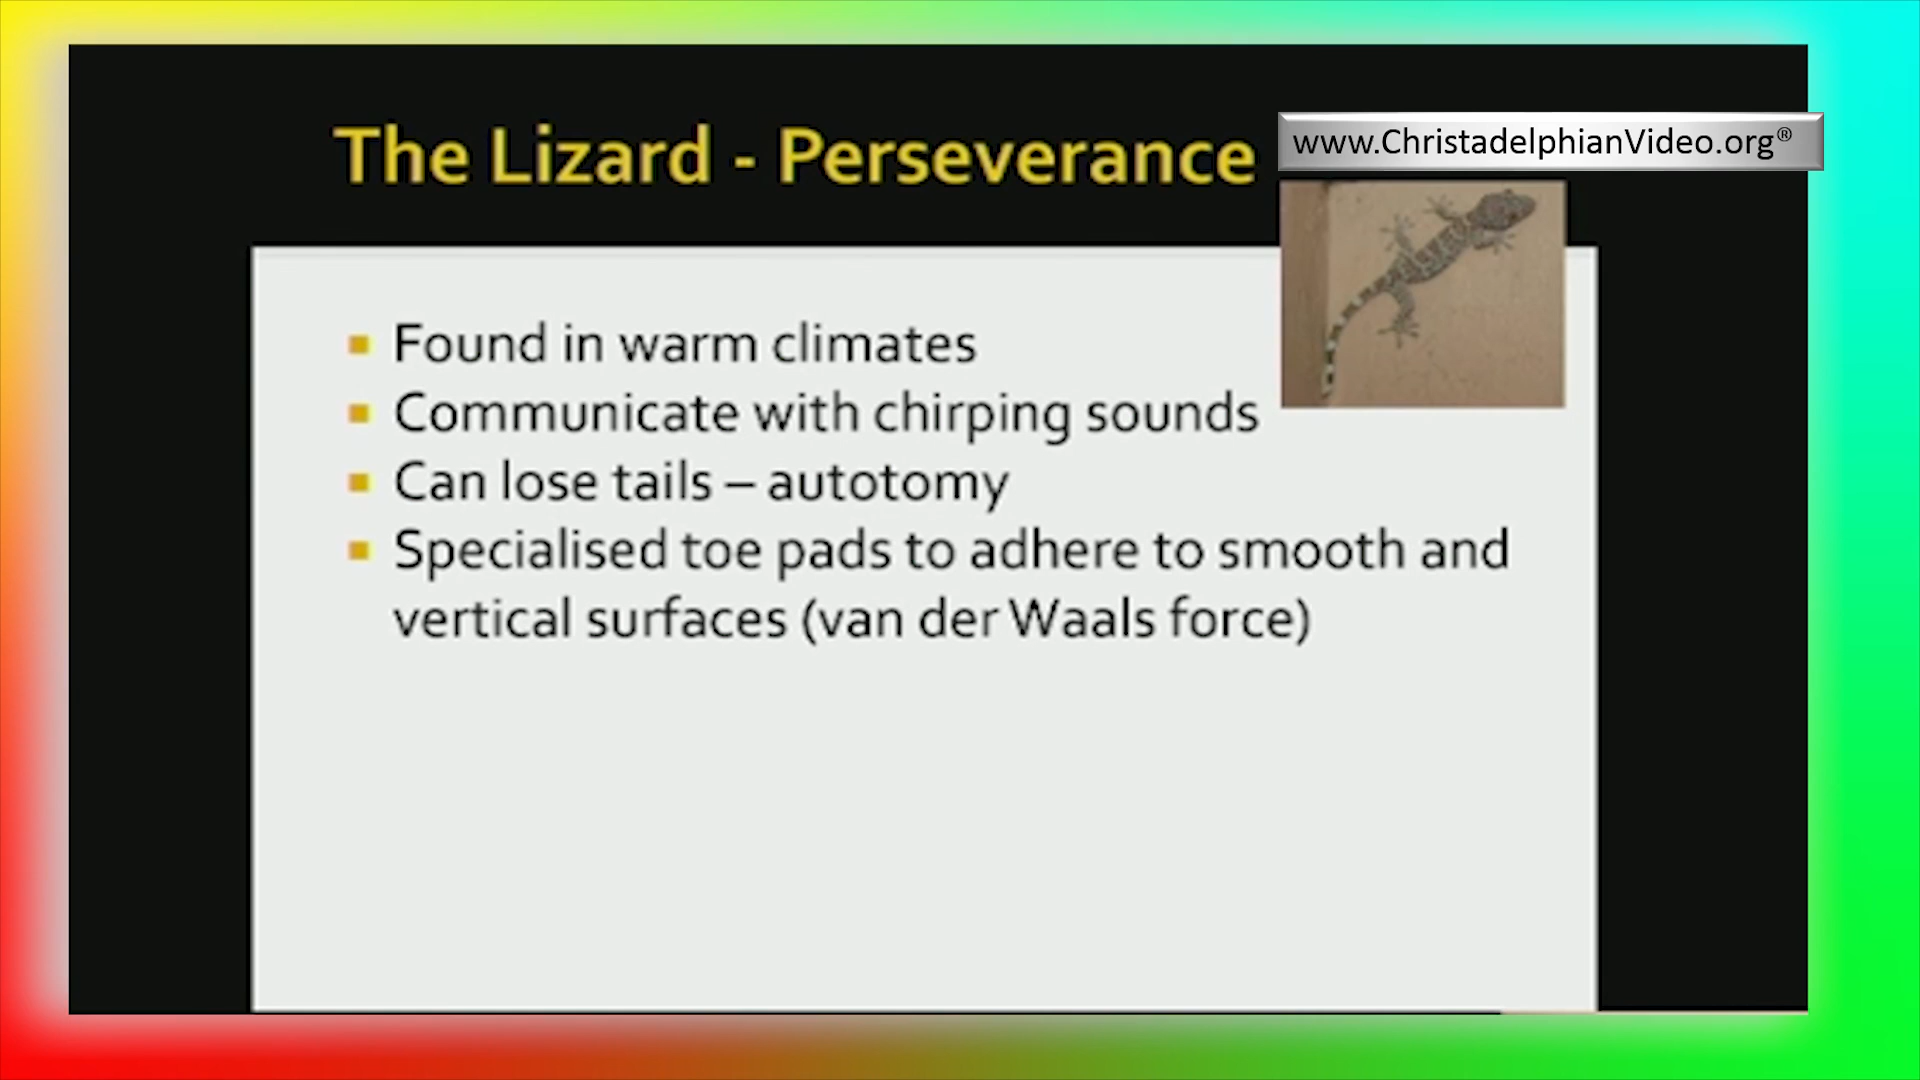 The Lizard - Perseverance
www.ChristadelphianVideo.org®
▪ Found in warm climates
▪ Communicate with chirping sounds
▪ Can lose tails – autotomy
▪ Specialised toe pads to adhere to smooth and
vertical surfaces (van der Waals force)